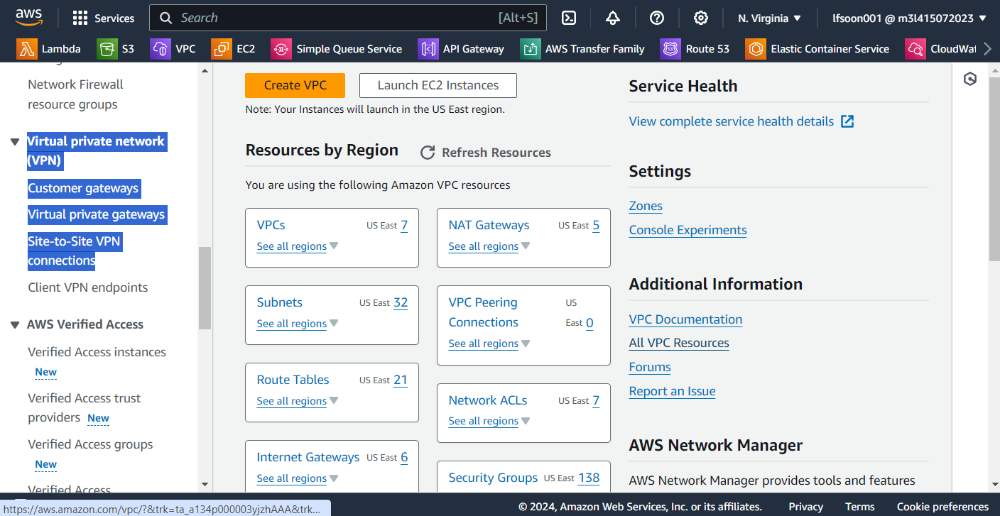 aws
Services
Search
[Alt+S]
N. Virginia
lfsoon001 @ m3l415072023
Lambda
S3
VPC
EC2
Simple Queue Service
API Gateway
AWS Transfer Family
Route 53
Elastic Container Service
CloudWat
Network Firewall
resource groups
Virtual private network
(VPN)
Customer gateways
Virtual private gateways
Site-to-Site VPN
connections
Client VPN endpoints
AWS Verified Access
Verified Access instances
New
Verified Access trust
providers New
Verified Access groups
New
Verified Access
Create VPC
Launch EC2 Instances
Note: Your Instances will launch in the US East region.
Resources by Region
Refresh Resources
You are using the following Amazon VPC resources
VPCs US East 7
See all regions
NAT Gateways US East 5
See all regions
Subnets US East 32
See all regions
VPC Peering US
Connections East 0
See all regions
Route Tables US East 21
See all regions
Network ACLs US East 7
See all regions
Internet Gateways US East 6
See all regions
Security Groups US East 138
Service Health
View complete service health details
Settings
Zones
Console Experiments
Additional Information
VPC Documentation
All VPC Resources
Forums
Report an Issue
AWS Network Manager
AWS Network Manager provides tools and features
https://aws.amazon.com/vpc/?&trk=ta_a134p000003yjzhAAA&trk...
© 2024, Amazon Web Services, Inc. or its affiliates.
Privacy
Terms
Cookie preferences